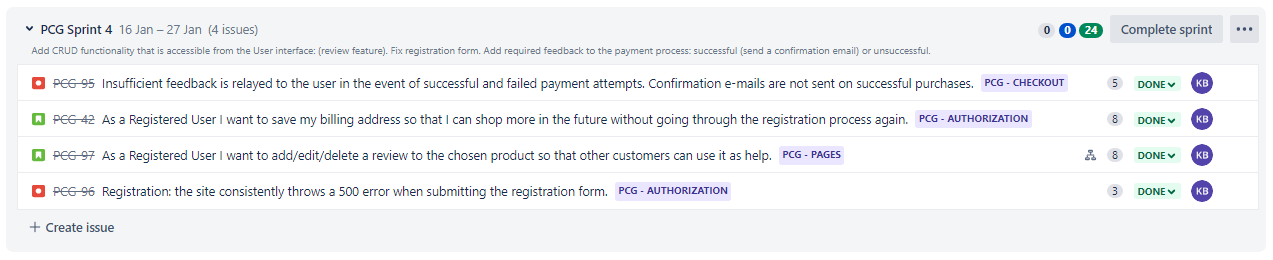 PCG Sprint 4 16 Jan – 27 Jan (4 issues) 0 0 24 Complete sprint
Add CRUD functionality that is accessible from the User interface: (review feature). Fix registration form. Add required feedback to the payment process: successful (send a confirmation email) or unsuccessful.
PCG-95 Insufficient feedback is relayed to the user in the event of successful and failed payment attempts. Confirmation e-mails are not sent on successful purchases. PCG - CHECKOUT 5 DONE KB
PCG-42 As a Registered User I want to save my billing address so that I can shop more in the future without going through the registration process again. PCG - AUTHORIZATION 8 DONE KB
PCG-97 As a Registered User I want to add/edit/delete a review to the chosen product so that other customers can use it as help. PCG - PAGES 8 DONE KB
PCG-96 Registration: the site consistently throws a 500 error when submitting the registration form. PCG - AUTHORIZATION 3 DONE KB
+ Create issue